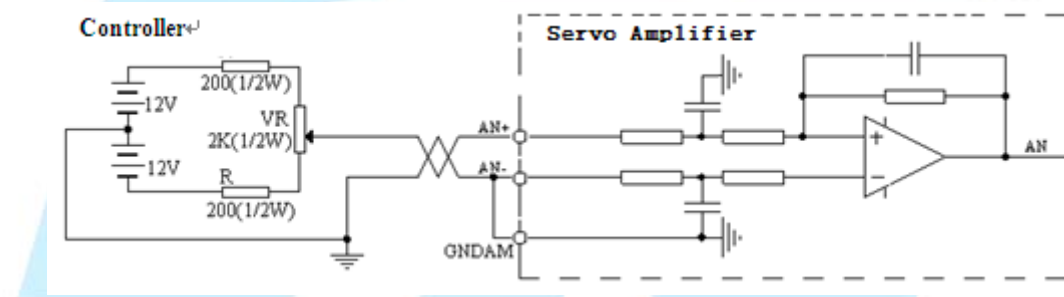 Controller↵
Servo Amplifier
200(1/2W)
12V
VR
2K(1/2W)
AN+
+
AN
12V
R
AN-
−
200(1/2W)
GNDAM